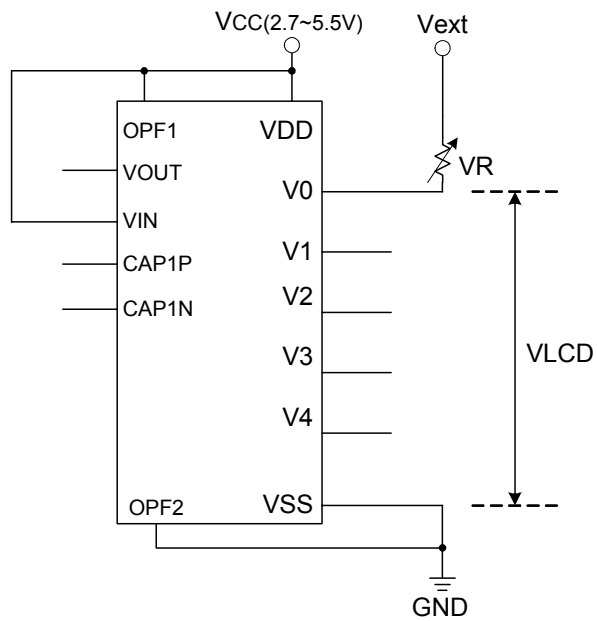 VCC(2.7~5.5V)
Vext
OPF1
VDD
VOUT
VR
V0
VIN
V1
CAP1P
V2
CAP1N
V3
VLCD
V4
OPF2
VSS
GND